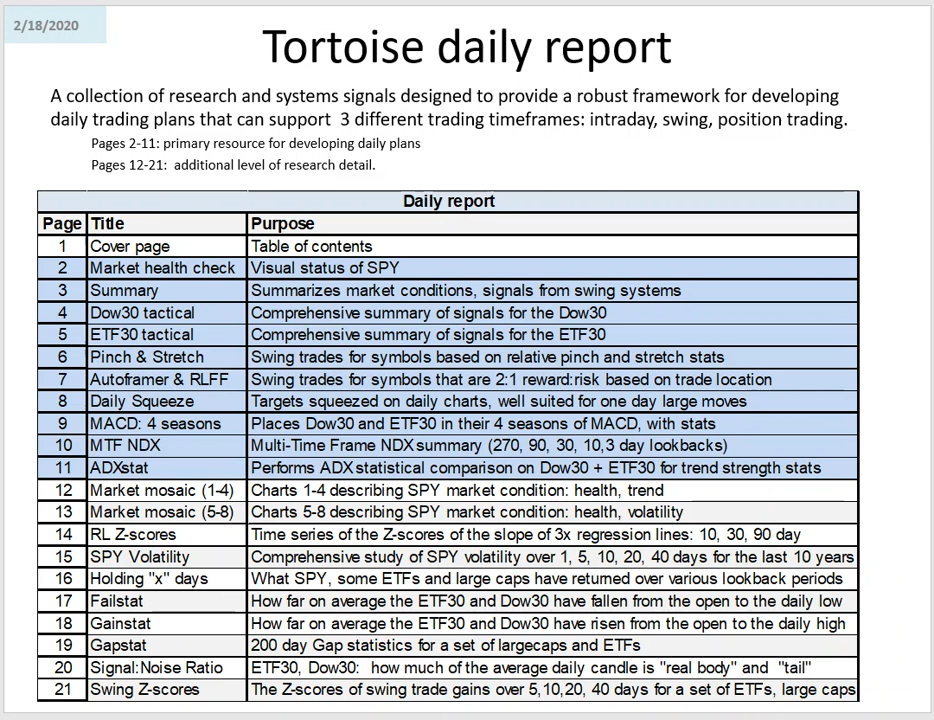 2/18/2020
Tortoise daily report
A collection of research and systems signals designed to provide a robust framework for developing
daily trading plans that can support 3 different trading timeframes: intraday, swing, position trading.
Pages 2-11: primary resource for developing daily plans
Pages 12-21: additional level of research detail.
Daily report
Page Title Purpose
1 Cover page Table of contents
2 Market health check Visual status of SPY
3 Summary Summarizes market conditions, signals from swing systems
4 Dow30 tactical Comprehensive summary of signals for the Dow30
5 ETF30 tactical Comprehensive summary of signals for the ETF30
6 Pinch & Stretch Swing trades for symbols based on relative pinch and stretch stats
7 Autoframer & RLFF Swing trades for symbols that are 2:1 reward:risk based on trade location
8 Daily Squeeze Targets squeezed on daily charts, well suited for one day large moves
9 MACD: 4 seasons Places Dow30 and ETF30 in their 4 seasons of MACD, with stats
10 MTF NDX Multi-Time Frame NDX summary (270, 90, 30, 10,3 day lookbacks)
11 ADXstat Performs ADX statistical comparison on Dow30 + ETF30 for trend strength stats
12 Market mosaic (1-4) Charts 1-4 describing SPY market condition: health, trend
13 Market mosaic (5-8) Charts 5-8 describing SPY market condition: health, volatility
14 RL Z-scores Time series of the Z-scores of the slope of 3x regression lines: 10, 30, 90 day
15 SPY Volatility Comprehensive study of SPY volatility over 1, 5, 10, 20, 40 days for the last 10 years
16 Holding "x" days What SPY, some ETFs and large caps have returned over various lookback periods
17 Failstat How far on average the ETF30 and Dow30 have fallen from the open to the daily low
18 Gainstat How far on average the ETF30 and Dow30 have risen from the open to the daily high
19 Gapstat 200 day Gap statistics for a set of largecaps and ETFs
20 Signal:Noise Ratio ETF30, Dow30: how much of the average daily candle is "real body" and "tail"
21 Swing Z-scores The Z-scores of swing trade gains over 5,10,20, 40 days for a set of ETFs, large caps